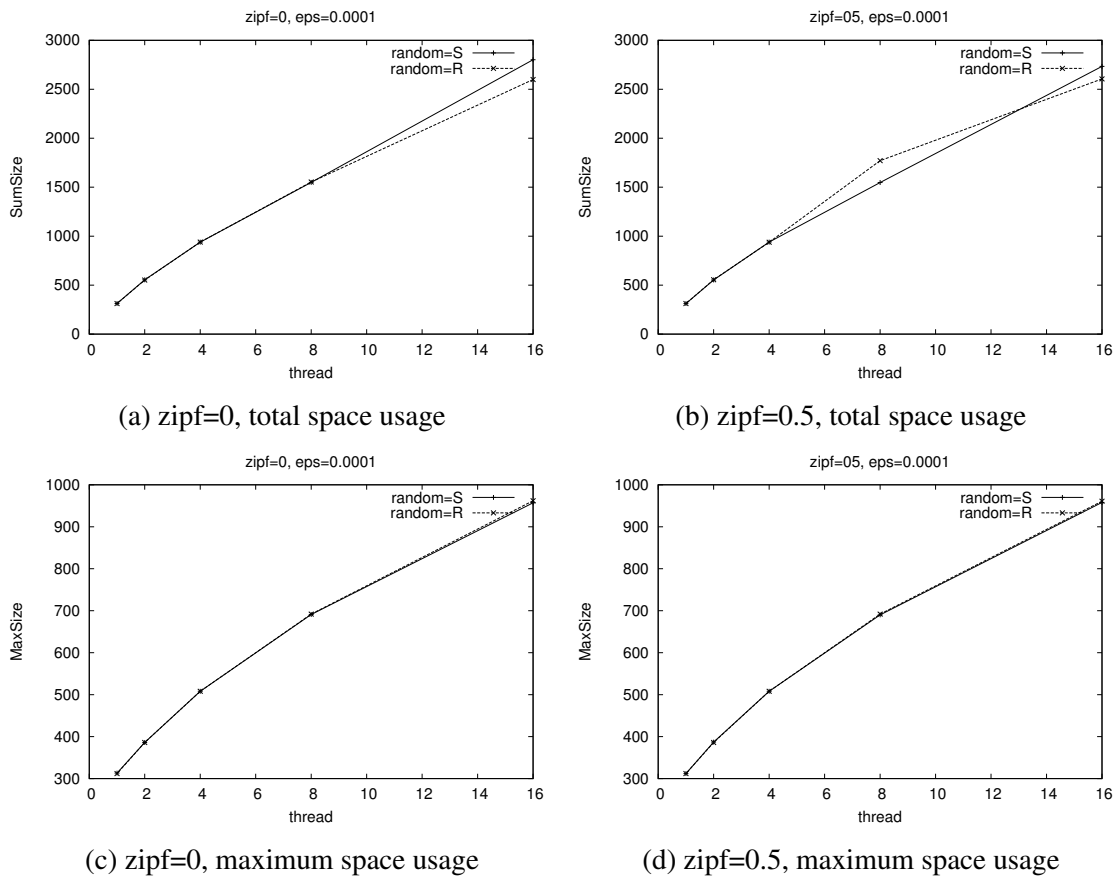 zipf=0, eps=0.0001
3000
2500
2000
1500
1000
500
0
SumSize
random=S
random=R
0 2 4 6 8 10 12 14 16
thread
(a) zipf=0, total space usage
zipf=05, eps=0.0001
3000
2500
2000
1500
1000
500
0
SumSize
random=S
random=R
0 2 4 6 8 10 12 14 16
thread
(b) zipf=0.5, total space usage
zipf=0, eps=0.0001
1000
900
800
700
600
500
400
300
MaxSize
random=S
random=R
0 2 4 6 8 10 12 14 16
thread
(c) zipf=0, maximum space usage
zipf=05, eps=0.0001
1000
900
800
700
600
500
400
300
MaxSize
random=S
random=R
0 2 4 6 8 10 12 14 16
thread
(d) zipf=0.5, maximum space usage